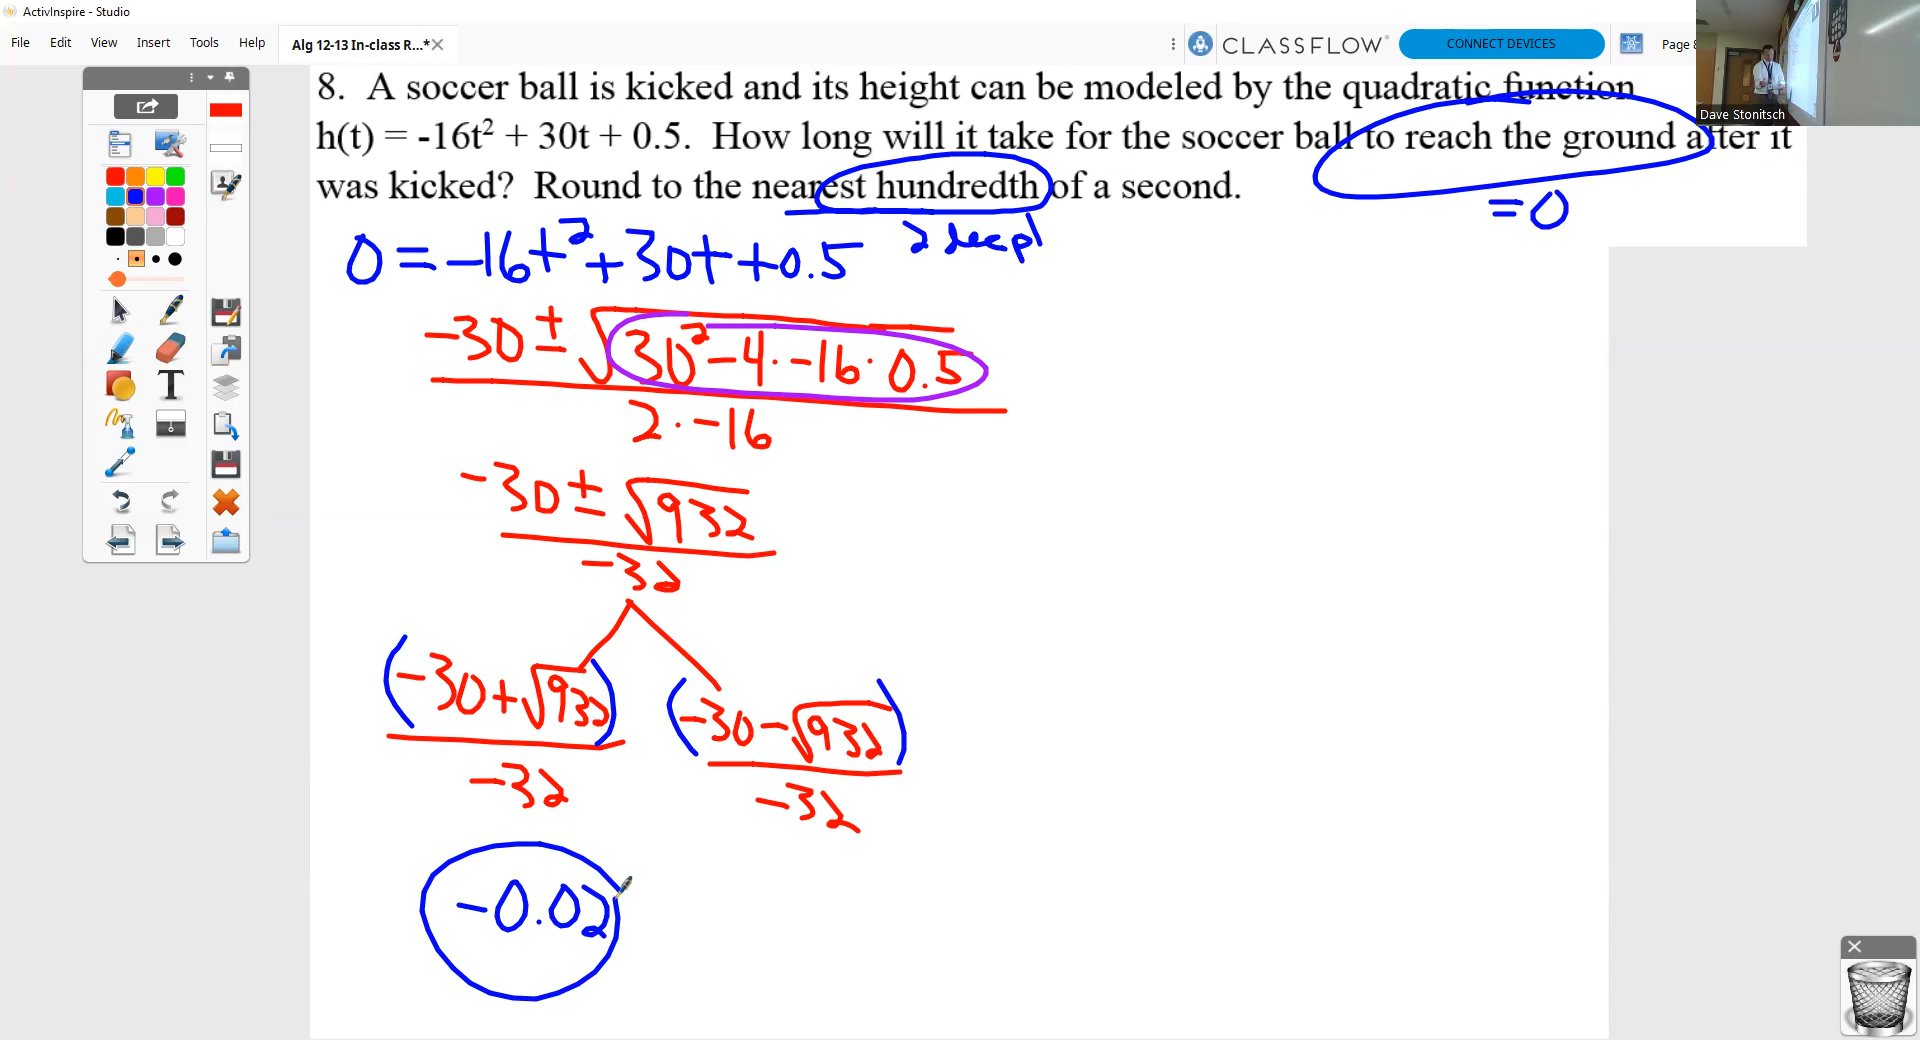 ActivInspire - Studio
File Edit View Insert Tools Help
Alg 12-13 In-class R...*
CLASSFLOW
CONNECT DEVICES
Page 8
Dave Stonitsch
8. A soccer ball is kicked and its height can be modeled by the quadratic function
h(t) = -16t² + 30t + 0.5. How long will it take for the soccer ball to reach the ground after it
was kicked? Round to the nearest hundredth of a second.
= 0
2 dec pl
0 = -16t² + 30t + 0.5
-30 ± √30² - 4 · -16 · 0.5
2 · -16
-30 ± √932
-32
(-30 + √932) (-30 - √932)
-32 -32
-0.02